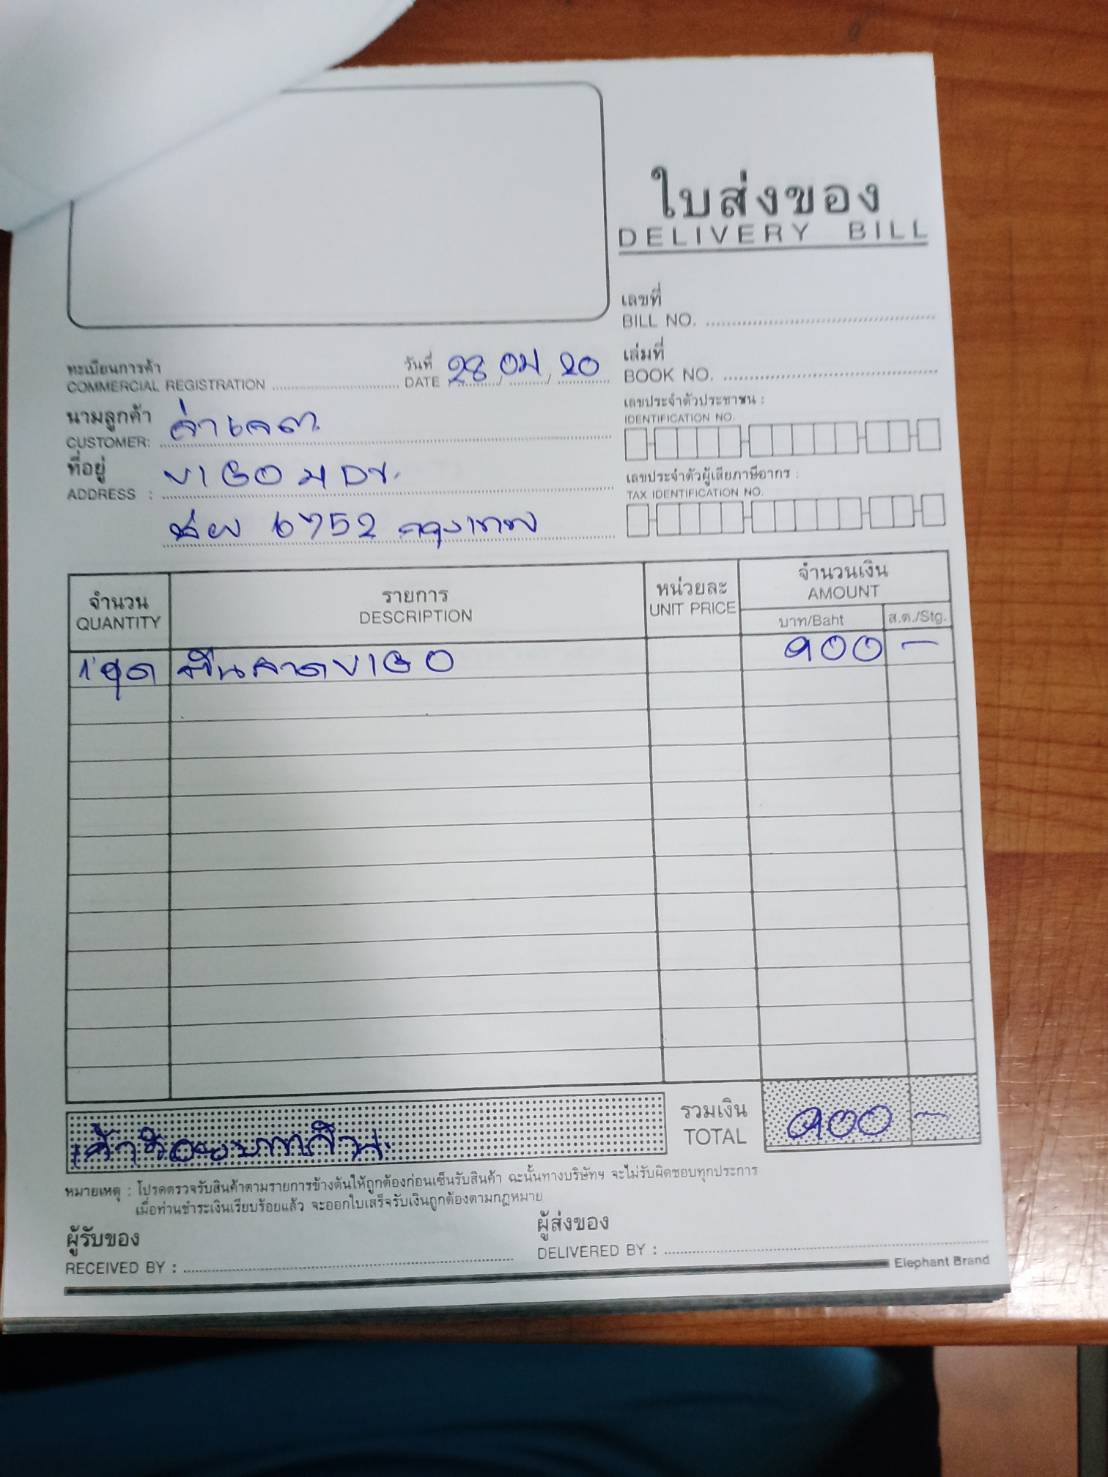 ใบส่งของ
DELIVERY BILL
เลขที่
BILL NO.
ทะเบียนการค้า
COMMERCIAL REGISTRATION
วันที่
DATE 28
20
เล่มที่
BOOK NO.
นามลูกค้า
CUSTOMER:
เลขประจำตัวประชาชน :
IDENTIFICATION NO.
ที่อยู่ VIGO
ADDRESS :
เลขประจำตัวผู้เสียภาษีอากร :
TAX IDENTIFICATION NO.
6752 กรุงเทพ
จำนวน รายการ หน่วยละ จำนวนเงิน
QUANTITY DESCRIPTION UNIT PRICE AMOUNT
บาท/Baht ส.ต./Stg.
1 ชุด VIGO 900 -
รวมเงิน
TOTAL 900 -
เก้าร้อยบาทถ้วน
หมายเหตุ : โปรดตรวจรับสินค้าตามรายการข้างต้นให้ถูกต้องก่อนเซ็นรับสินค้า ฉะนั้นทางบริษัทฯ จะไม่รับผิดชอบทุกประการ
เมื่อท่านชำระเงินเรียบร้อยแล้ว จะออกใบเสร็จรับเงินถูกต้องตามกฎหมาย
ผู้รับของ ผู้ส่งของ
RECEIVED BY : DELIVERED BY :
Elephant Brand